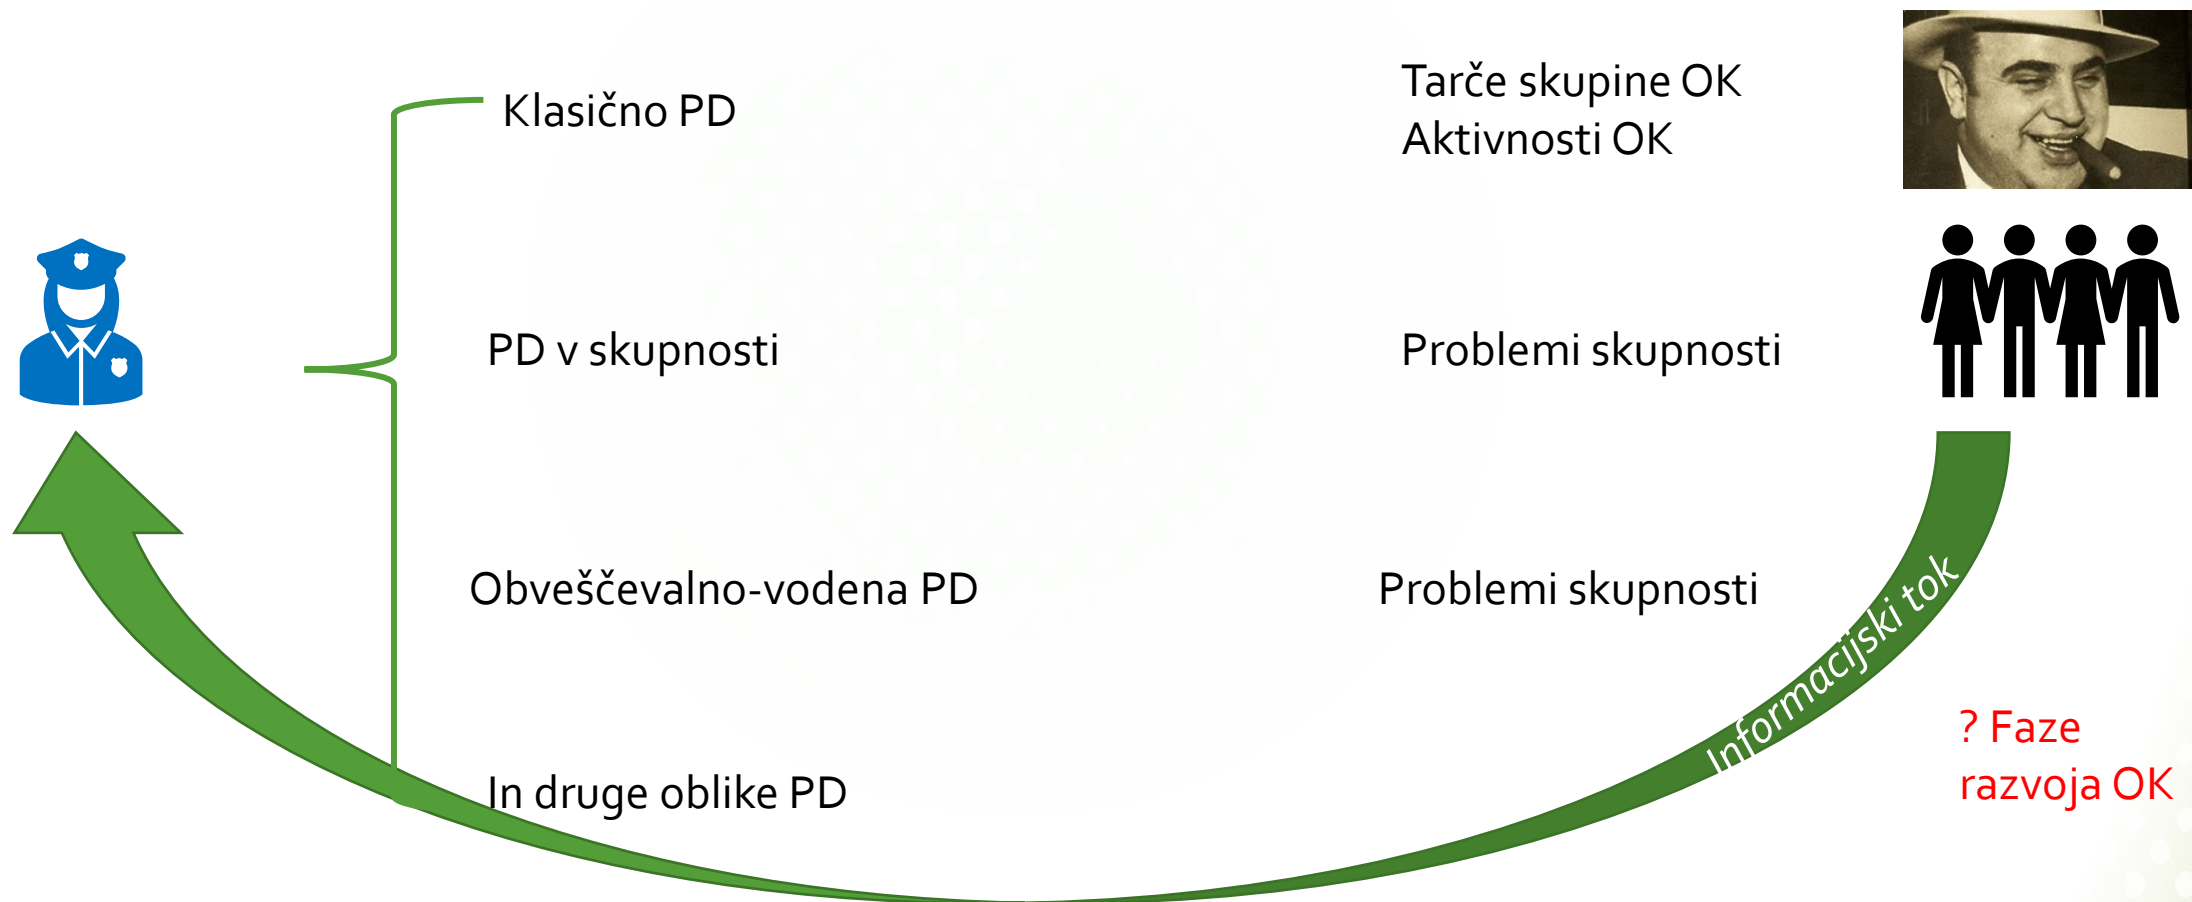 Klasično PD
Tarče skupine OK
Aktivnosti OK
PD v skupnosti
Problemi skupnosti
Obveščevalno-vodena PD
Problemi skupnosti
Informacijski tok
In druge oblike PD
? Faze
razvoja OK